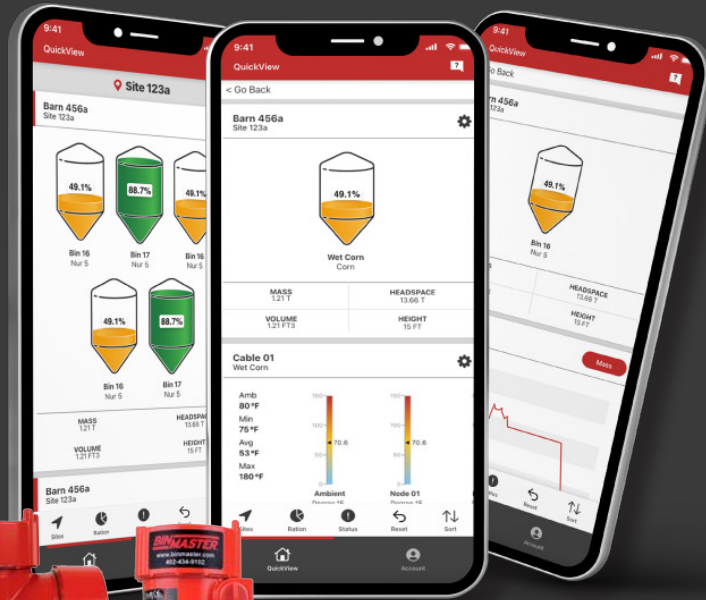 9:41
QuickView
Site 123a
Barn 456a
Site 123a
49.1%
88.7%
49.1%
Bin 16
Nur 5
Bin 17
Nur 5
Bin 16
Nur 5
49.1%
88.7%
Bin 16
Nur 5
Bin 17
Nur 5
MASS
1.21 T
HEADSPA
13.66 T
VOLUME
1.21 FT3
HEIGHT
15 FT
Barn 456a
Site 123a
Sites
Ration
Status
9:41
QuickView
?
< Go Back
Barn 456a
Site 123a
49.1%
Wet Corn
Corn
MASS
1.21 T
HEADSPACE
13.66 T
VOLUME
1.21 FT3
HEIGHT
15 FT
Cable 01
Wet Corn
Amb
80 °F
Min
75 °F
Avg
53 °F
Max
180 °F
70.6
Ambient
70.6
Node 01
Sites
Ration
Status
Reset
Sort
QuickView
Account
9:41
QuickView
?
Go Back
rn 456a
123a
49.1%
Bin 16
Nur 5
HEADSPACE
13.66 T
HEIGHT
15 FT
Mass
Reset
Sort
Account
BINMASTER
www.binmaster.com
402-434-9102